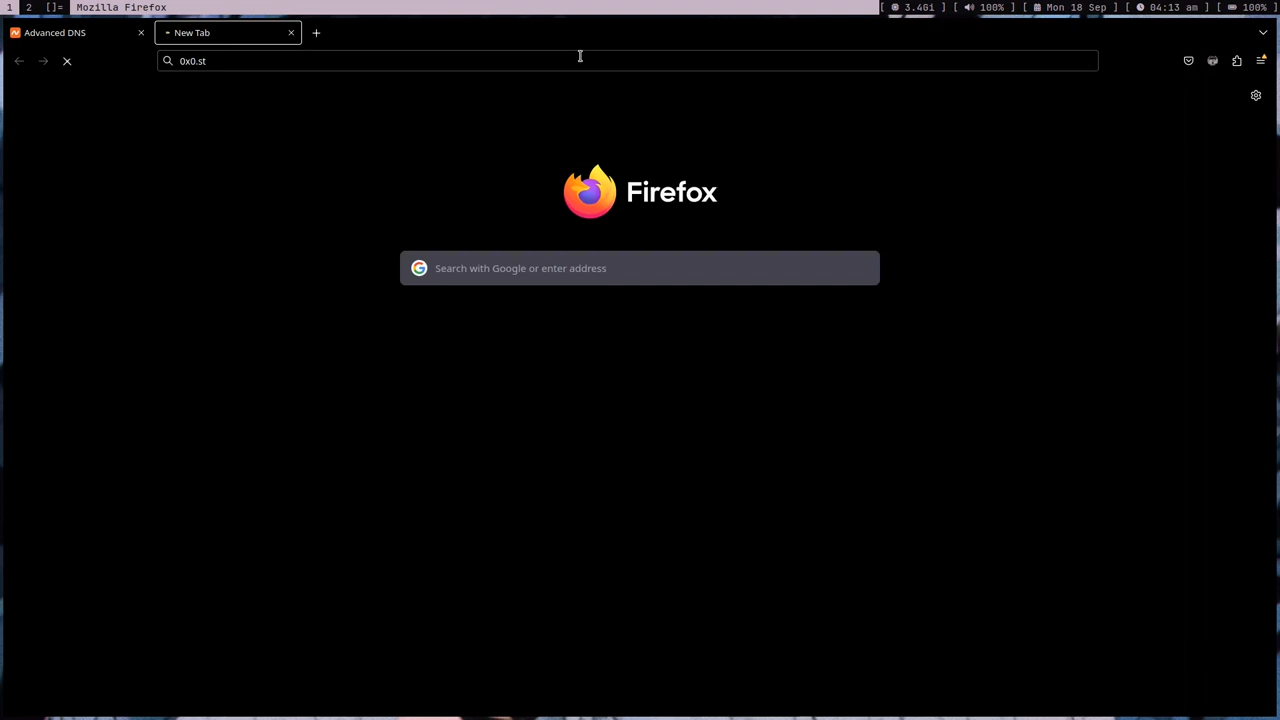 1 2 []= Mozilla Firefox [ 3.4Gi ] [ 100% ] [ Mon 18 Sep ] [ 04:13 am ] [ 100% ]
Advanced DNS New Tab
0x0.st
Firefox
Search with Google or enter address